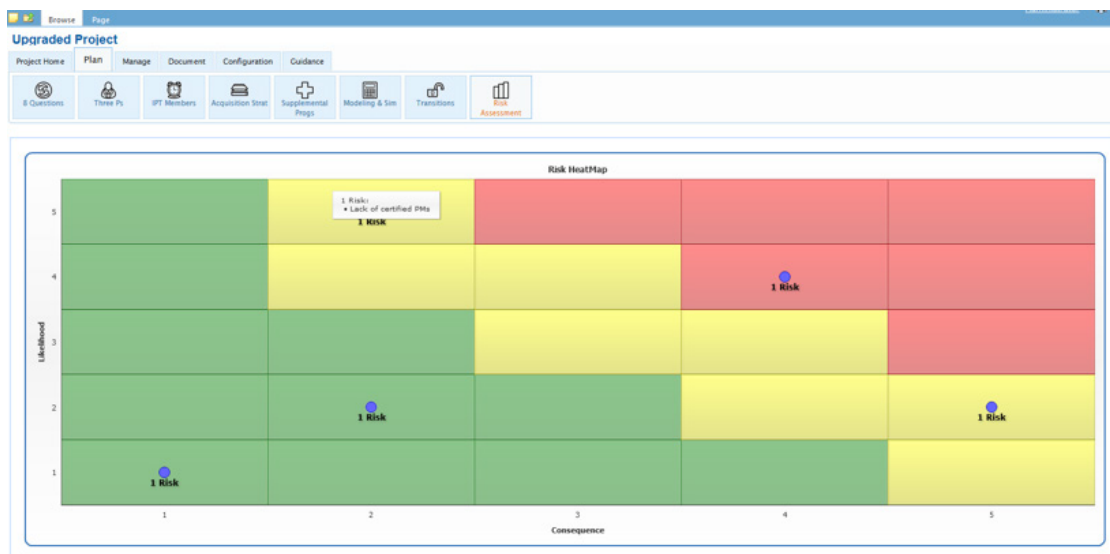 Browse Page
Upgraded Project
Project Home Plan Manage Document Configuration Guidance
8 Questions Three Ps IPT Members Acquisition Strat Supplemental Progs Modeling & Sim Transitions Risk Assessment
Risk HeatMap
5
1 Risk:
• Lack of certified PMs
1 Risk
4
1 Risk
Likelihood
3
2
1 Risk
1 Risk
1
1 Risk
1 2 3 4 5
Consequence